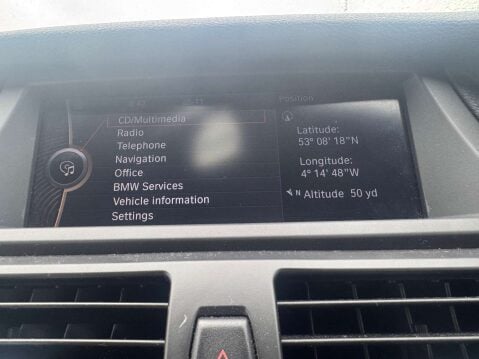 Position
CD/Multimedia
Radio
Telephone
Navigation
Office
BMW Services
Vehicle information
Settings
Latitude:
53° 08' 18"N
Longitude:
4° 14' 48"W
N Altitude 50 yd